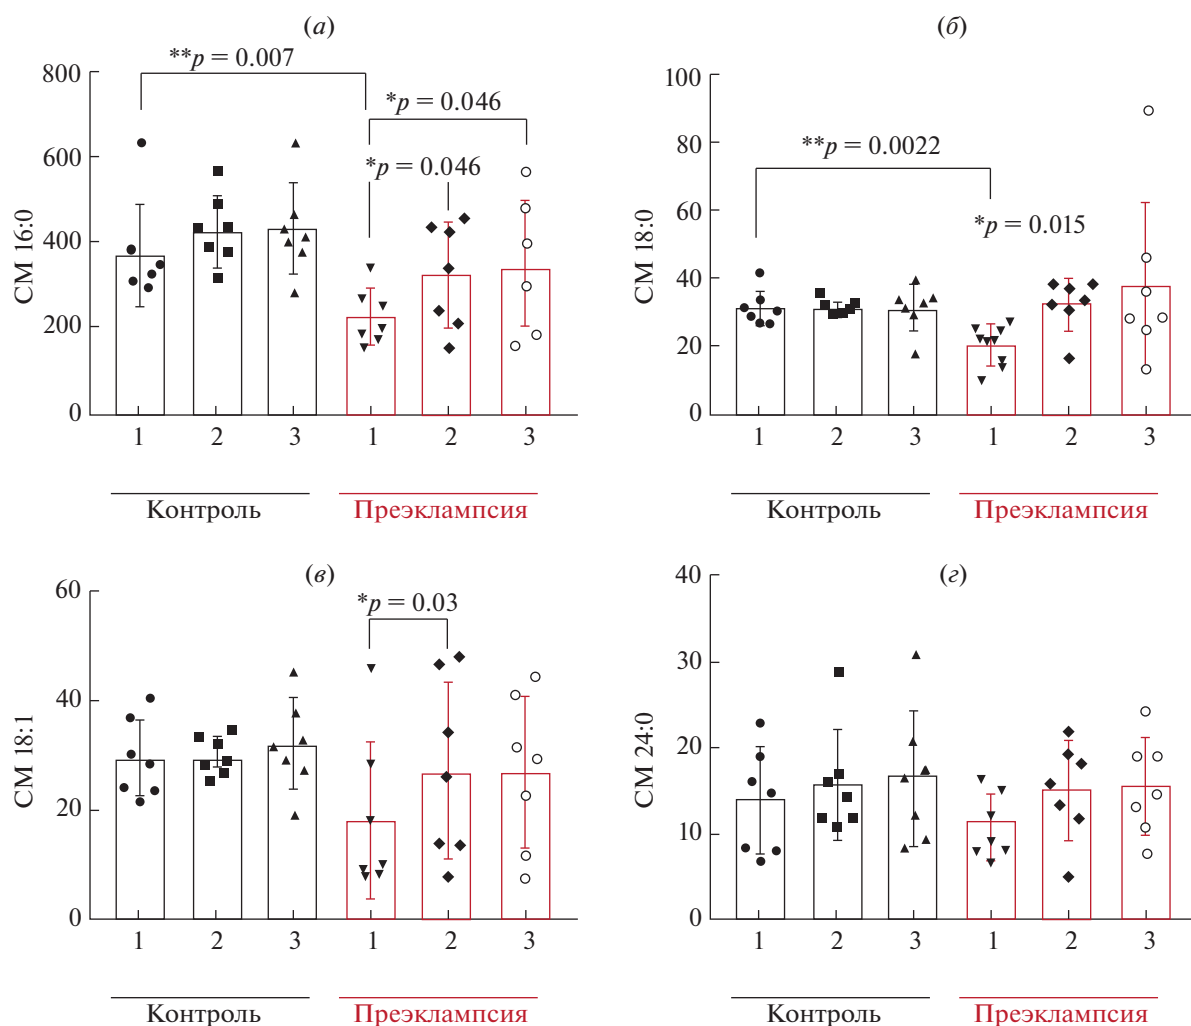 (а)
**p = 0.007
*p = 0.046
*p = 0.046
СМ 16:0
800
600
400
200
0
1 2 3 1 2 3
Контроль Преэклампсия
(б)
**p = 0.0022
*p = 0.015
СМ 18:0
100
80
60
40
20
0
1 2 3 1 2 3
Контроль Преэклампсия
(в)
*p = 0.03
СМ 18:1
60
40
20
0
1 2 3 1 2 3
Контроль Преэклампсия
(г)
СМ 24:0
40
30
20
10
0
1 2 3 1 2 3
Контроль Преэклампсия